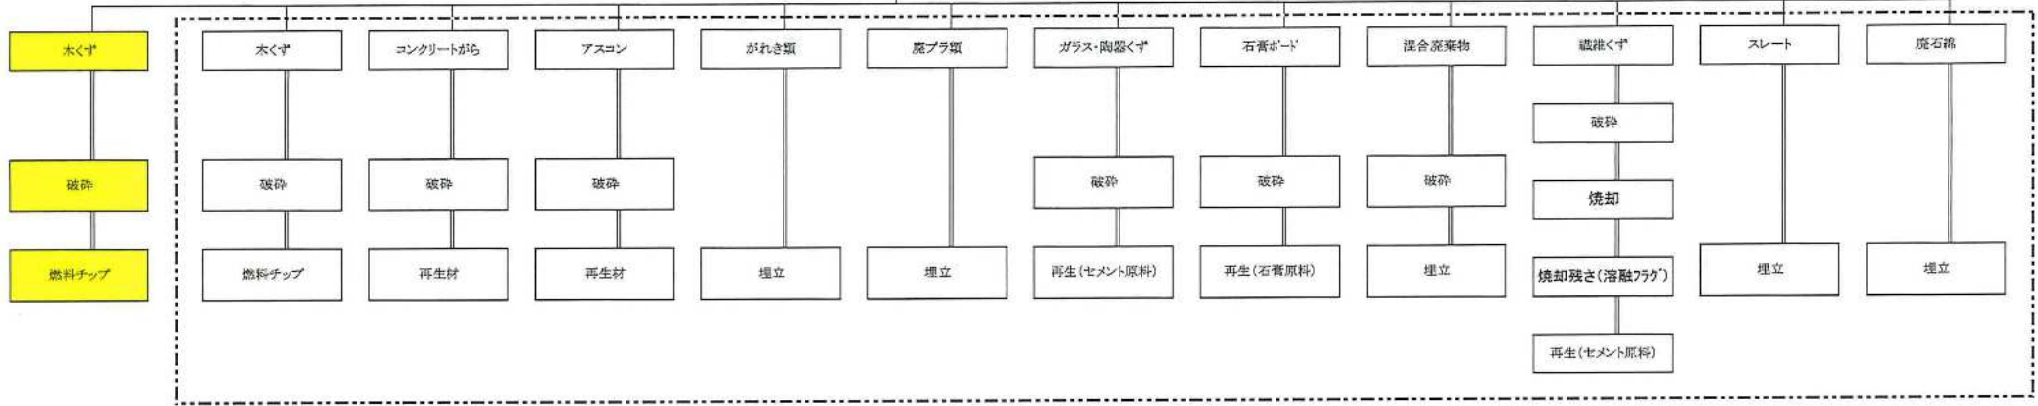 木くず
木くず
コンクリートがら
アスコン
がれき類
廃プラ類
ガラス・陶器くず
石膏ボード
混合廃棄物
繊維くず
スレート
廃石綿
破砕
破砕
破砕
破砕
破砕
破砕
破砕
破砕
焼却
燃料チップ
燃料チップ
再生材
再生材
埋立
埋立
再生(セメント原料)
再生(石膏原料)
埋立
焼却残さ(溶融フラグ)
埋立
埋立
再生(セメント原料)